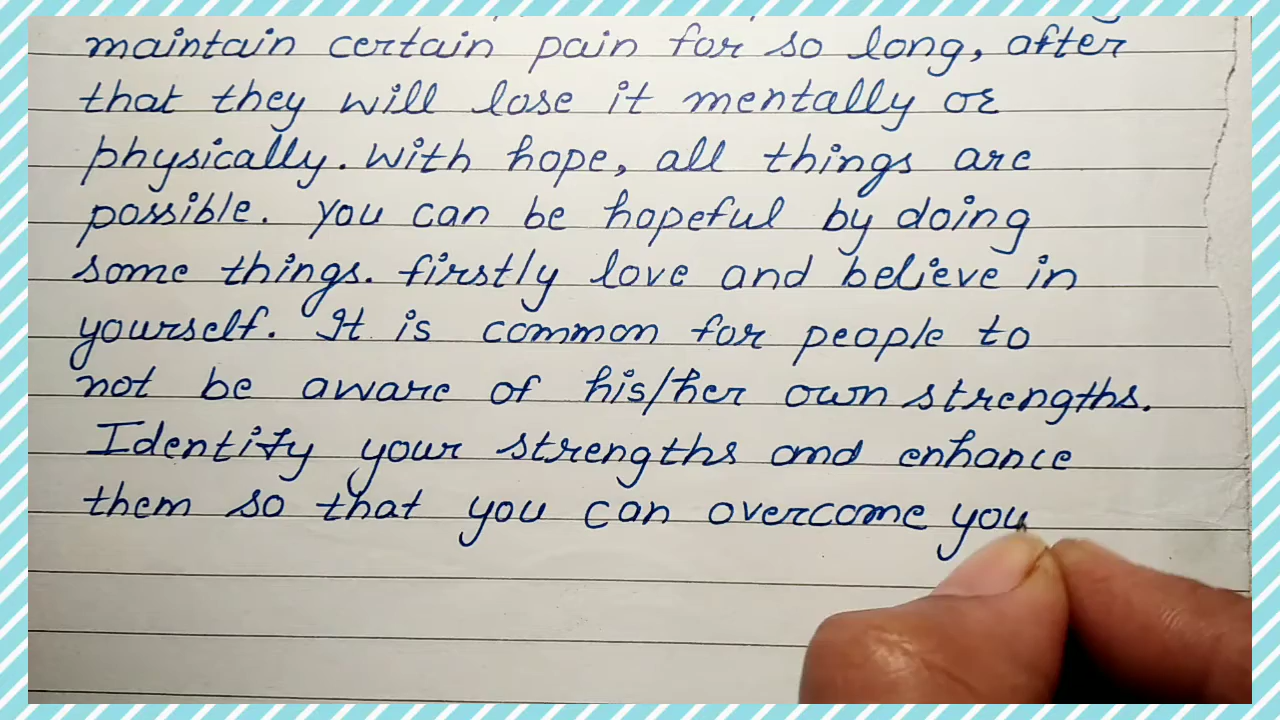 maintain certain pain for so long, after
that they will lose it mentally or
physically. With hope, all things are
possible. You can be hopeful by doing
some things. firstly love and believe in
yourself. It is common for people to
not be aware of his/her own strengths.
Identify your strengths and enhance
them so that you can overcome you